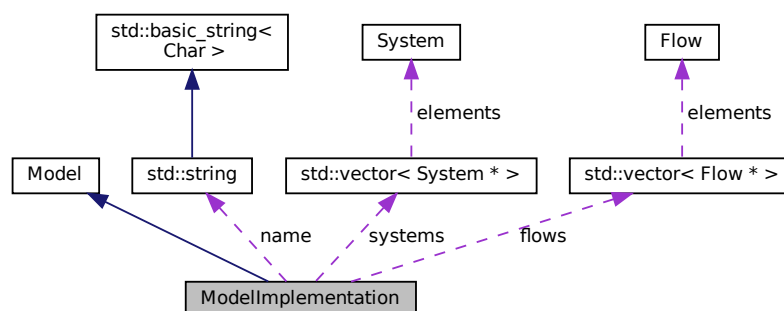 std::basic_string<
Char >
System
Flow
elements
elements
Model
std::string
std::vector< System * >
std::vector< Flow * >
name
systems
flows
ModelImplementation